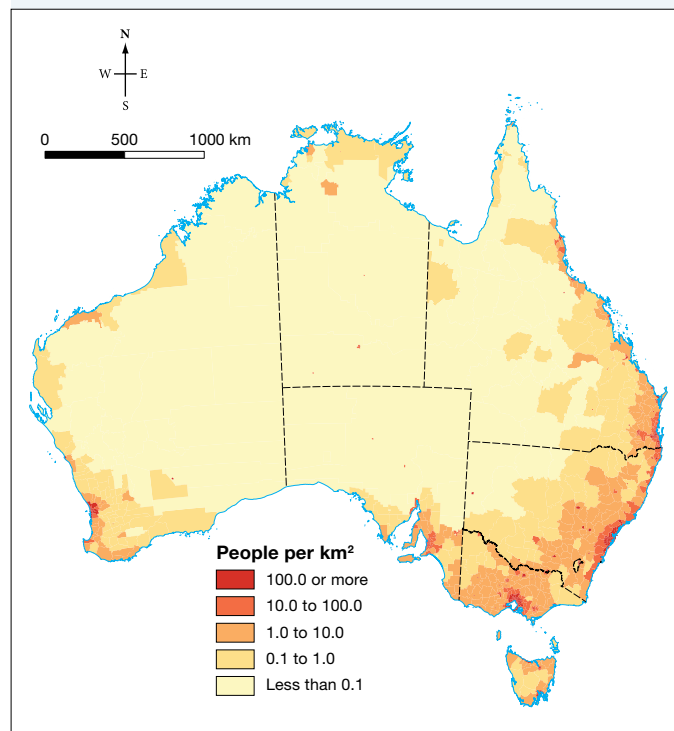 N
W E
S
0 500 1000 km
People per km²
100.0 or more
10.0 to 100.0
1.0 to 10.0
0.1 to 1.0
Less than 0.1